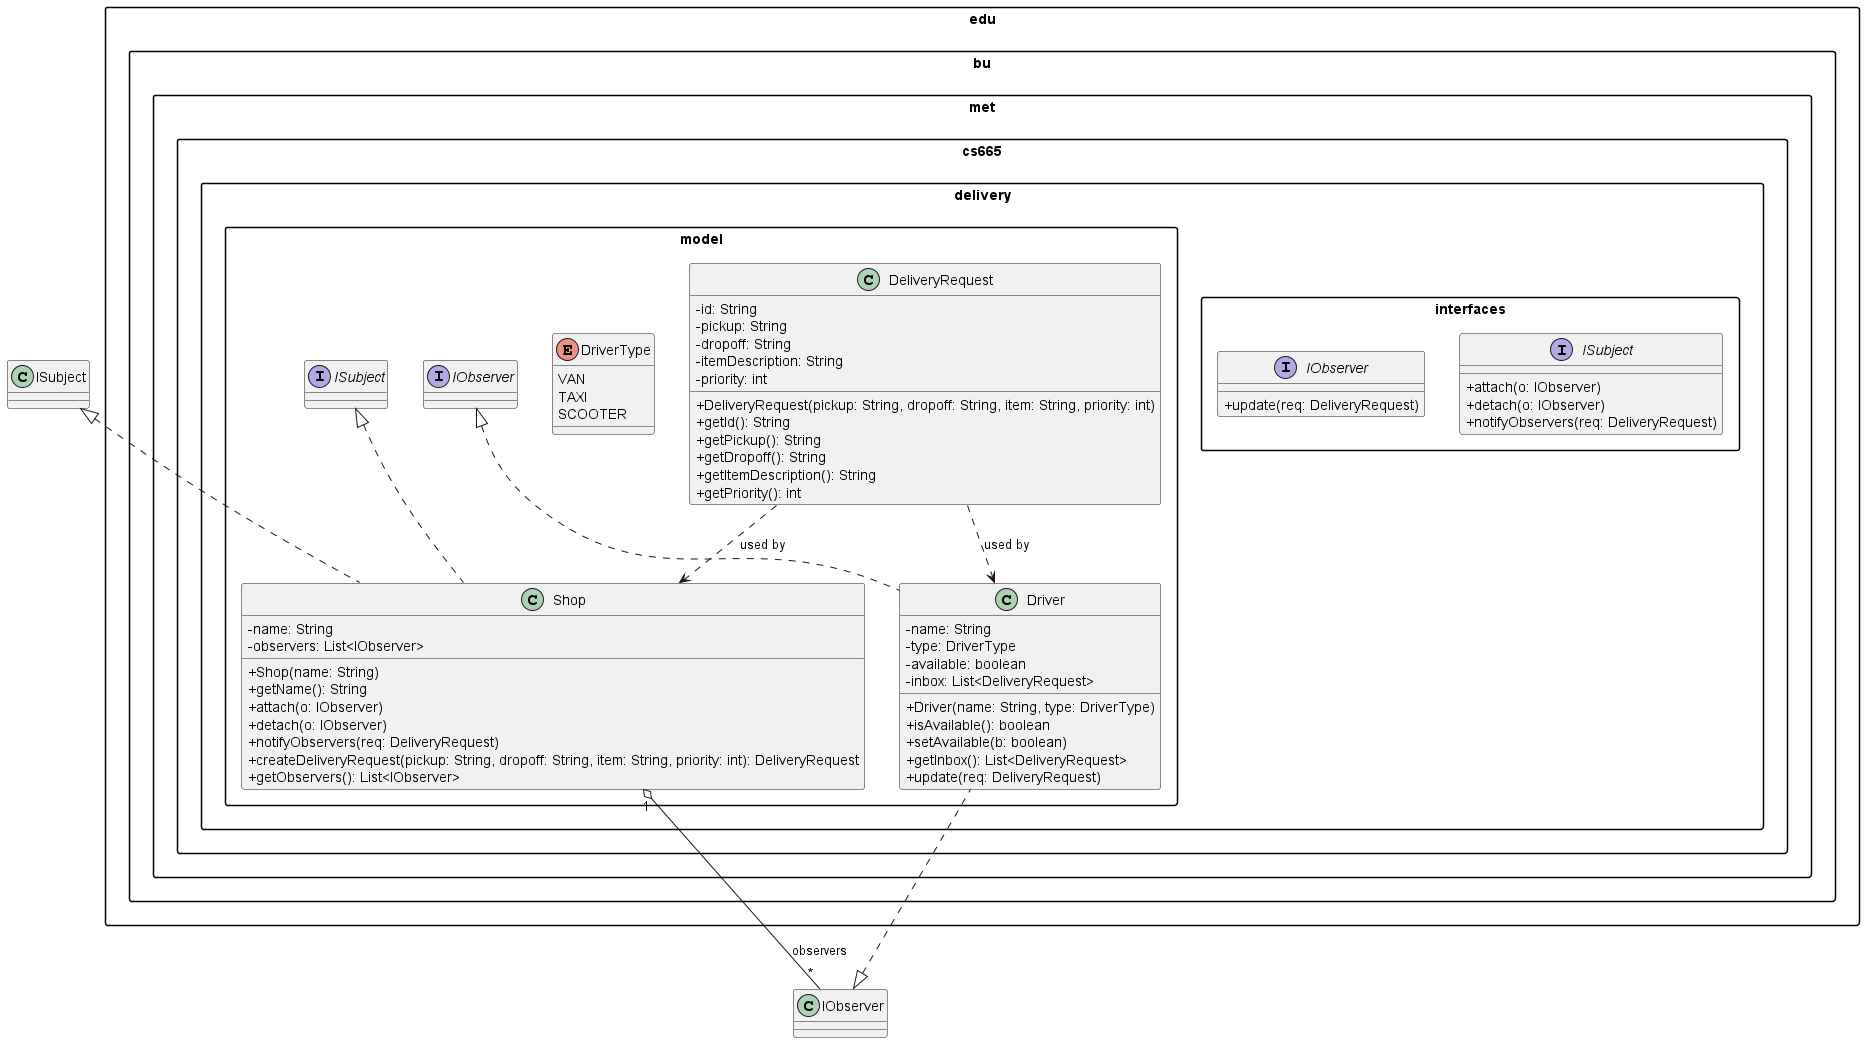 edu
bu
met
cs665
delivery
model
interfaces
C DeliveryRequest
-id: String
-pickup: String
-dropoff: String
-itemDescription: String
-priority: int
+DeliveryRequest(pickup: String, dropoff: String, item: String, priority: int)
+getId(): String
+getPickup(): String
+getDropoff(): String
+getItemDescription(): String
+getPriority(): int
E DriverType
VAN
TAXI
SCOOTER
I ISubject
I IObserver
C ISubject
I IObserver
+update(req: DeliveryRequest)
I ISubject
+attach(o: IObserver)
+detach(o: IObserver)
+notifyObservers(req: DeliveryRequest)
used by
used by
C Shop
-name: String
-observers: List<IObserver>
+Shop(name: String)
+getName(): String
+attach(o: IObserver)
+detach(o: IObserver)
+notifyObservers(req: DeliveryRequest)
+createDeliveryRequest(pickup: String, dropoff: String, item: String, priority: int): DeliveryRequest
+getObservers(): List<IObserver>
C Driver
-name: String
-type: DriverType
-available: boolean
-inbox: List<DeliveryRequest>
+Driver(name: String, type: DriverType)
+isAvailable(): boolean
+setAvailable(b: boolean)
+getInbox(): List<DeliveryRequest>
+update(req: DeliveryRequest)
1
observers
*
C IObserver